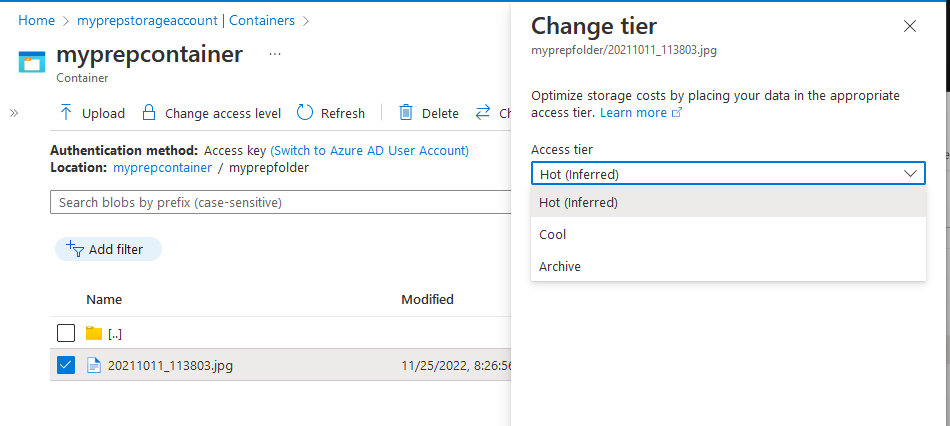 Home > myprepstorageaccount | Containers >
myprepcontainer ...
Container
» Upload Change access level Refresh Delete
Authentication method: Access key (Switch to Azure AD User Account)
Location: myprepcontainer / myprepfolder
Search blobs by prefix (case-sensitive)
Add filter
Name Modified
[..]
20211011_113803.jpg 11/25/2022, 8:26:56
Change tier
myprepfolder/20211011_113803.jpg
Optimize storage costs by placing your data in the appropriate
access tier. Learn more
Access tier
Hot (Inferred)
Hot (Inferred)
Cool
Archive